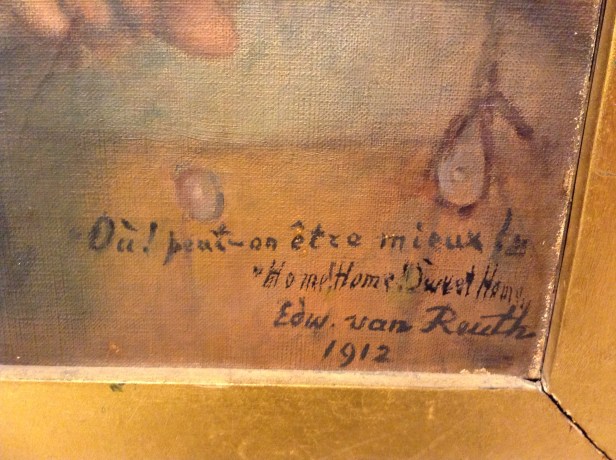 "Où! peut-on être mieux
"Home! Home! Sweet Home,
Edw. van Reuth
1912